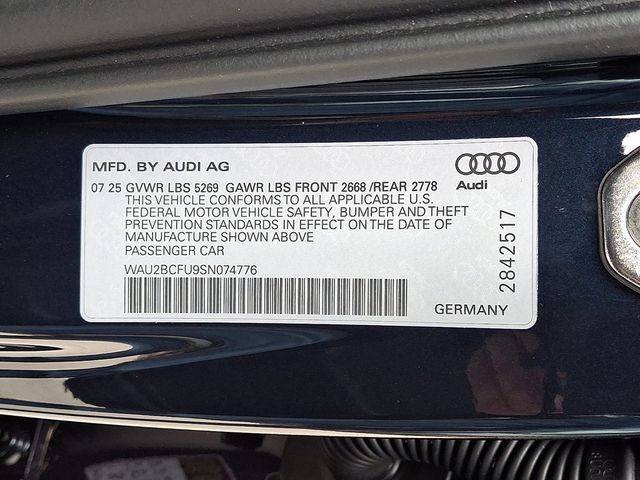 MFD. BY AUDI AG
Audi
07 25 GVWR LBS 5269 GAWR LBS FRONT 2668 /REAR 2778
THIS VEHICLE CONFORMS TO ALL APPLICABLE U.S.
FEDERAL MOTOR VEHICLE SAFETY, BUMPER AND THEFT
PREVENTION STANDARDS IN EFFECT ON THE DATE OF
MANUFACTURE SHOWN ABOVE
PASSENGER CAR
WAU2BCFU9SN074776
GERMANY
2842517